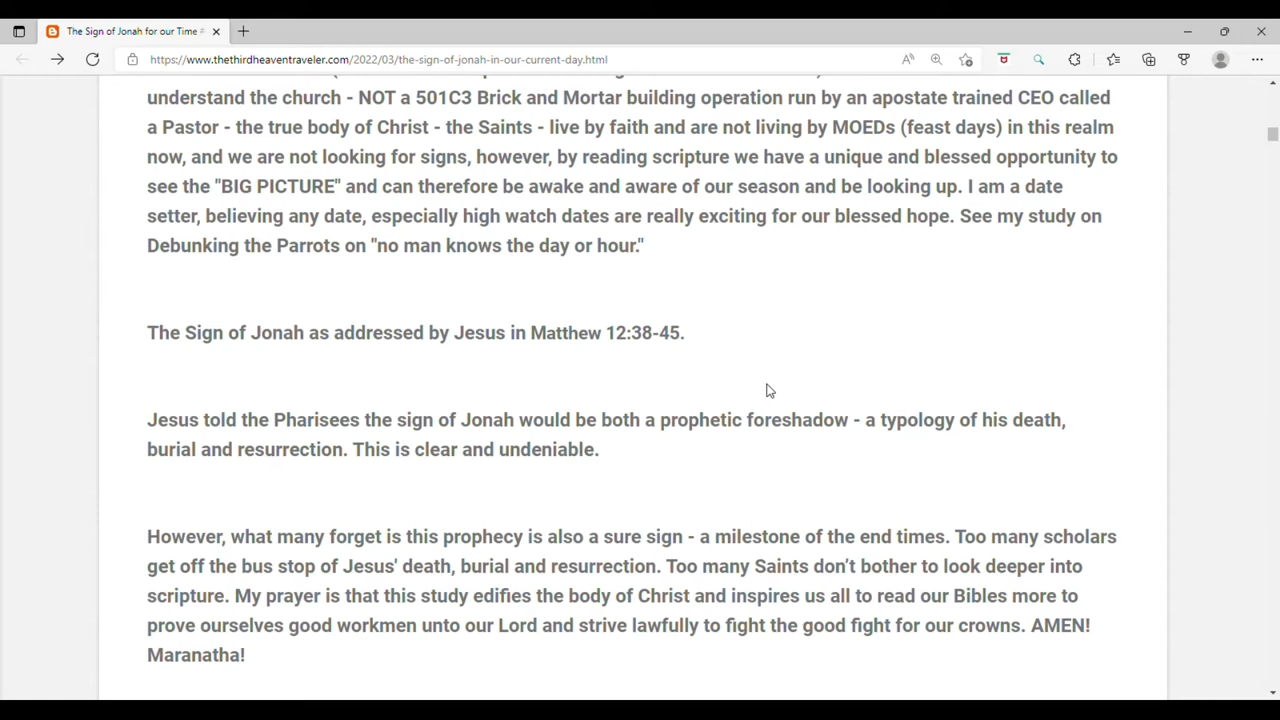 The Sign of Jonah for our Time
https://www.thethirdheaventraveler.com/2022/03/the-sign-of-jonah-in-our-current-day.html
understand the church - NOT a 501C3 Brick and Mortar building operation run by an apostate trained CEO called
a Pastor - the true body of Christ - the Saints - live by faith and are not living by MOEDs (feast days) in this realm
now, and we are not looking for signs, however, by reading scripture we have a unique and blessed opportunity to
see the "BIG PICTURE" and can therefore be awake and aware of our season and be looking up. I am a date
setter, believing any date, especially high watch dates are really exciting for our blessed hope. See my study on
Debunking the Parrots on "no man knows the day or hour."
The Sign of Jonah as addressed by Jesus in Matthew 12:38-45.
Jesus told the Pharisees the sign of Jonah would be both a prophetic foreshadow - a typology of his death,
burial and resurrection. This is clear and undeniable.
However, what many forget is this prophecy is also a sure sign - a milestone of the end times. Too many scholars
get off the bus stop of Jesus' death, burial and resurrection. Too many Saints don’t bother to look deeper into
scripture. My prayer is that this study edifies the body of Christ and inspires us all to read our Bibles more to
prove ourselves good workmen unto our Lord and strive lawfully to fight the good fight for our crowns. AMEN!
Maranatha!